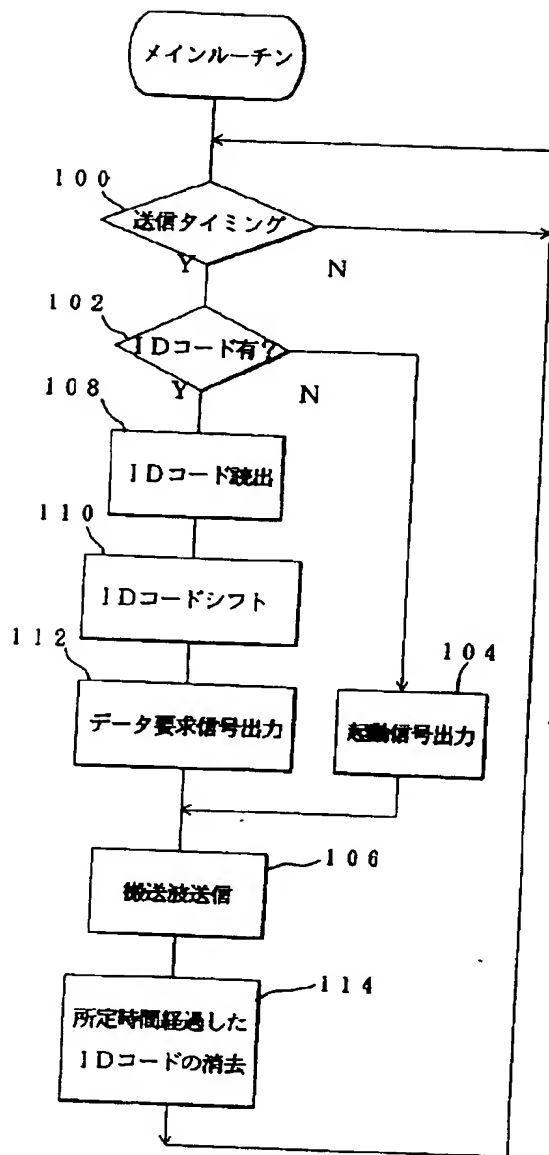 メインルーチン
100
送信タイミング
Y
N
102
IDコード有?
Y
N
108
IDコード読出
110
IDコードシフト
112
データ要求信号出力
104
起動信号出力
106
搬送波送信
114
所定時間経過した
IDコードの消去